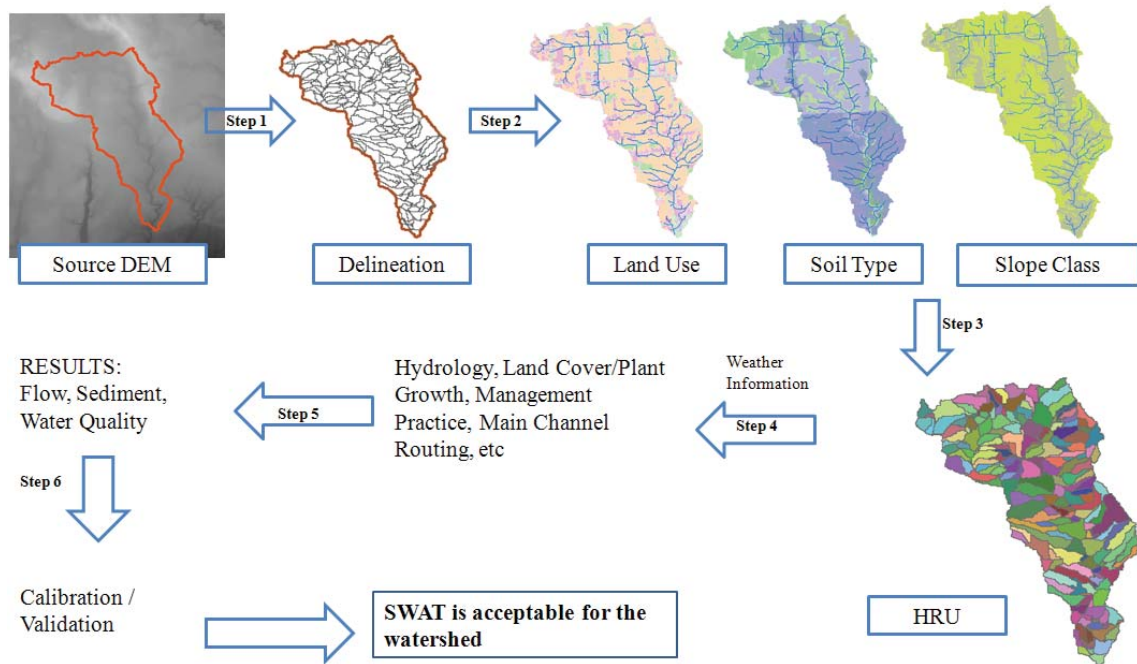 Step 1
Step 2
Source DEM
Delineation
Land Use
Soil Type
Slope Class
Step 3
Weather
Information
Step 4
Hydrology, Land Cover/Plant
Growth, Management
Practice, Main Channel
Routing, etc
Step 5
RESULTS:
Flow, Sediment,
Water Quality
Step 6
HRU
Calibration /
Validation
SWAT is acceptable for the
watershed